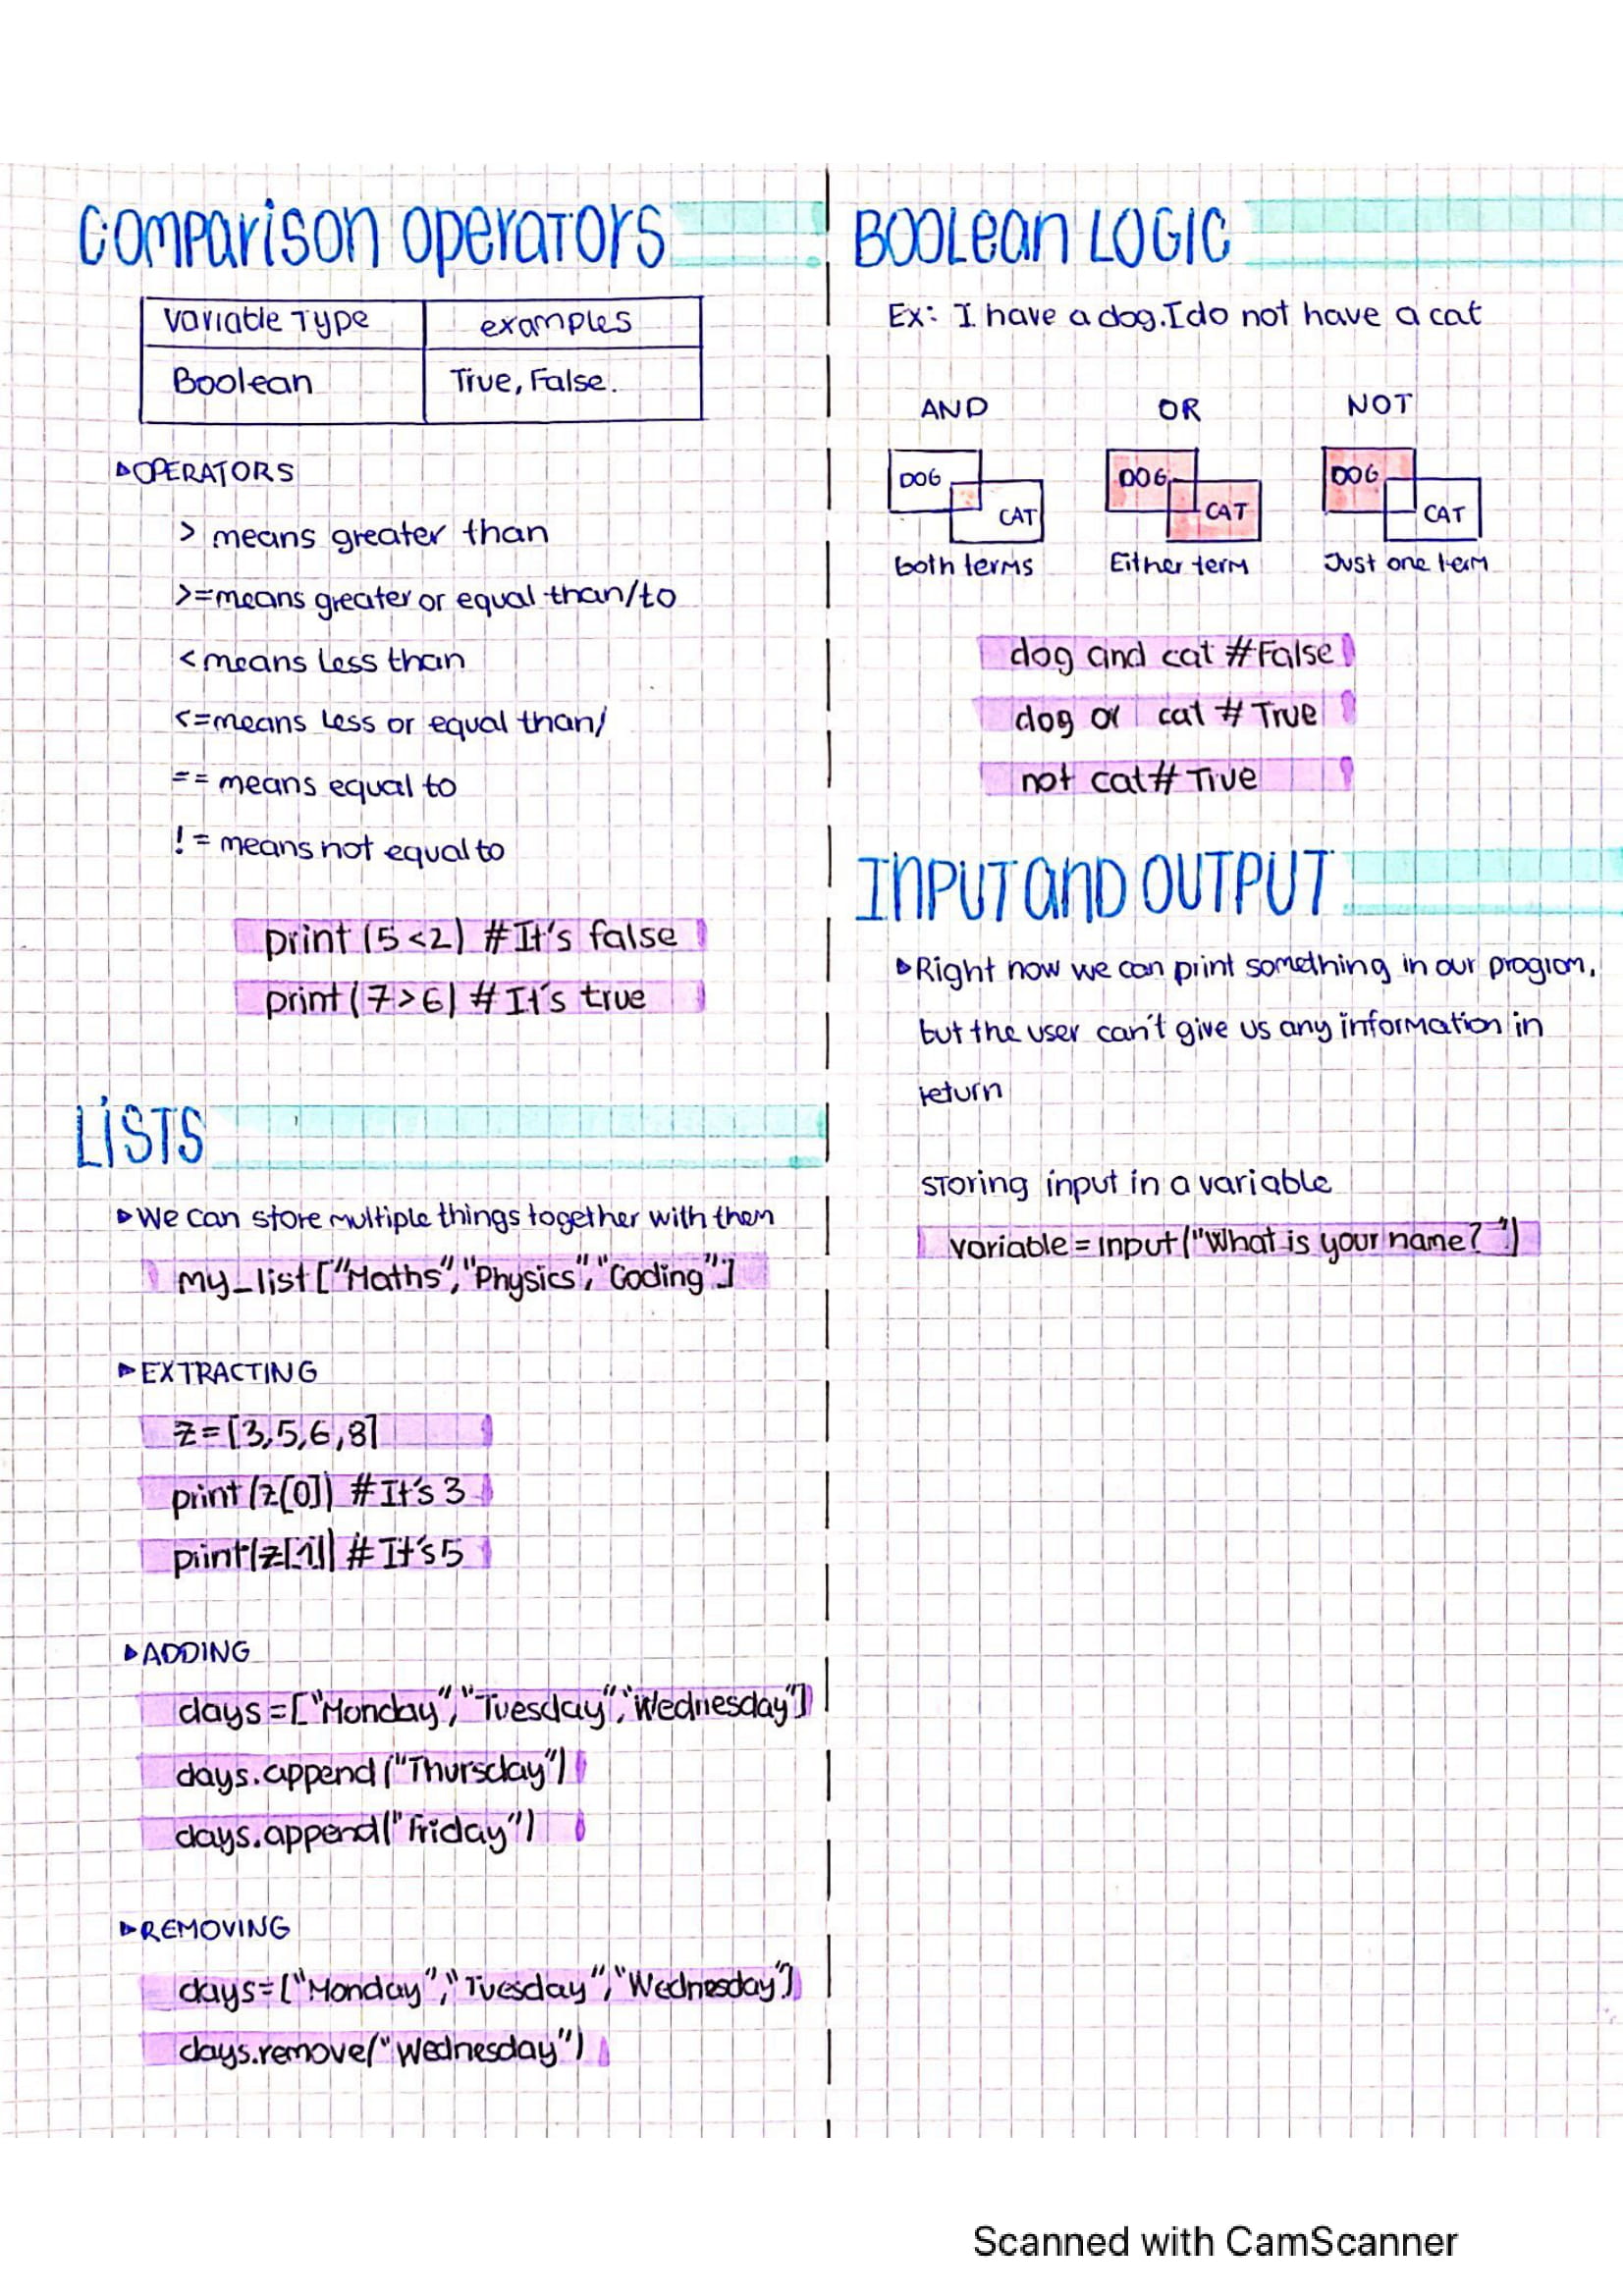 Comparison operators
Variable Type examples
Boolean True, False.
▸OPERATORS
> means greater than
>=means greater or equal than/to
<means less than
<=means less or equal than/
== means equal to
!= means not equal to
print (5<2) #It's false
print (7>6) #It's true
LISTS
▸We can store multiple things together with them
my_list ["Maths","Physics","Coding"]
▸EXTRACTING
z=[3,5,6,8]
print (z[0]) #It's 3
print(z[1]) #It's 5
▸ADDING
days=["Monday","Tuesday","Wednesday"]
days.append("Thursday")
days.append("Friday")
▸REMOVING
days=["Monday","Tuesday","Wednesday"]
days.remove("Wednesday")
BOOLean LOGIC
Ex: I have a dog.I do not have a cat
AND OR NOT
DOG DOG DOG
CAT CAT CAT
both terms Either term Just one term
dog and cat #False
dog or cat # True
not cat# True
INPUT and OUTPUT
▸Right now we can print something in our program,
but the user can't give us any information in
return
storing input in a variable
variable = input("What is your name? ")
Scanned with CamScanner